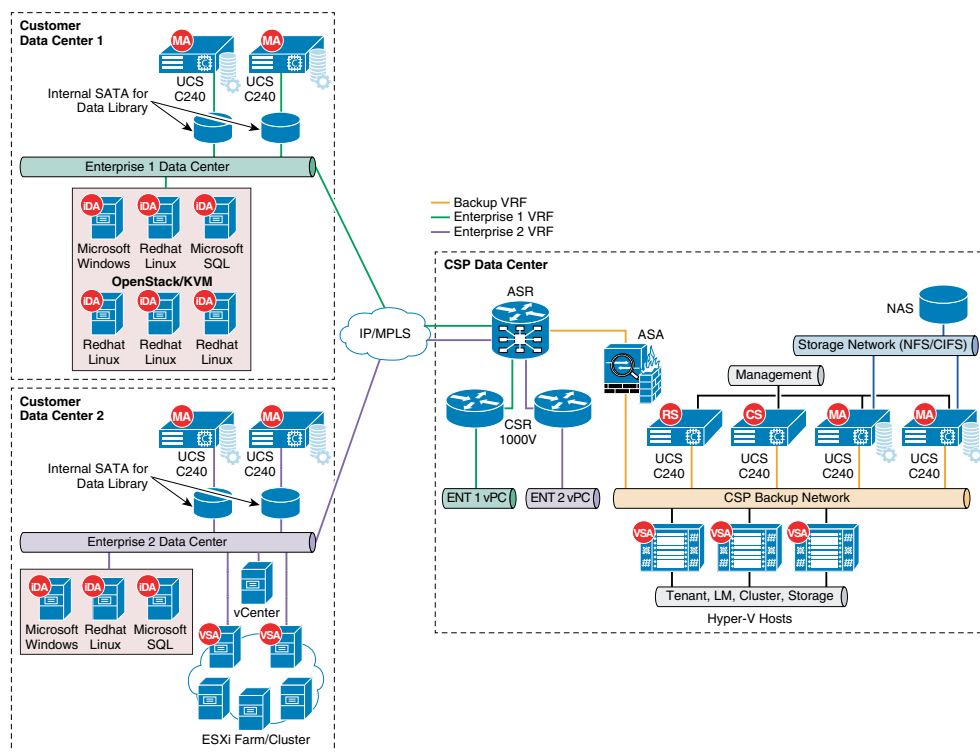 Customer
Data Center 1
MA
MA
UCS
C240
UCS
C240
Internal SATA for
Data Library
Enterprise 1 Data Center
iDA
iDA
iDA
Microsoft
Windows
Redhat
Linux
Microsoft
SQL
OpenStack/KVM
iDA
iDA
iDA
Redhat
Linux
Redhat
Linux
Redhat
Linux
Customer
Data Center 2
MA
MA
UCS
C240
UCS
C240
Internal SATA for
Data Library
Enterprise 2 Data Center
iDA
iDA
iDA
Microsoft
Windows
Redhat
Linux
Microsoft
SQL
vCenter
VSA
VSA
ESXi Farm/Cluster
IP/MPLS
Backup VRF
Enterprise 1 VRF
Enterprise 2 VRF
CSP Data Center
ASR
ASA
NAS
Storage Network (NFS/CIFS)
Management
CSR
1000V
RS
CS
MA
MA
UCS
C240
UCS
C240
UCS
C240
UCS
C240
ENT 1 vPC
ENT 2 vPC
CSP Backup Network
VSA
VSA
VSA
Tenant, LM, Cluster, Storage
Hyper-V Hosts